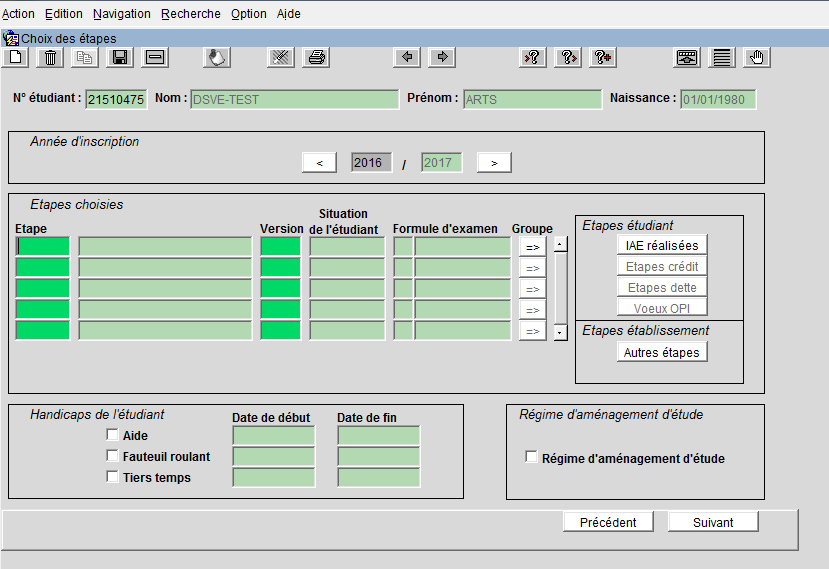 Action Edition Navigation Recherche Option Aide
Choix des étapes
N° étudiant : 21510475 Nom : DSVE-TEST Prénom : ARTS Naissance : 01/01/1980
Année d'inscription
< 2016 / 2017 >
Etapes choisies
Etape Version Situation de l'étudiant Formule d'examen Groupe
=>
=>
=>
=>
=>
Etapes étudiant
IAE réalisées
Etapes crédit
Etapes dette
Voeux OPI
Etapes établissement
Autres étapes
Handicaps de l'étudiant Date de début Date de fin
Aide
Fauteuil roulant
Tiers temps
Régime d'aménagement d'étude
Régime d'aménagement d'étude
Précédent Suivant